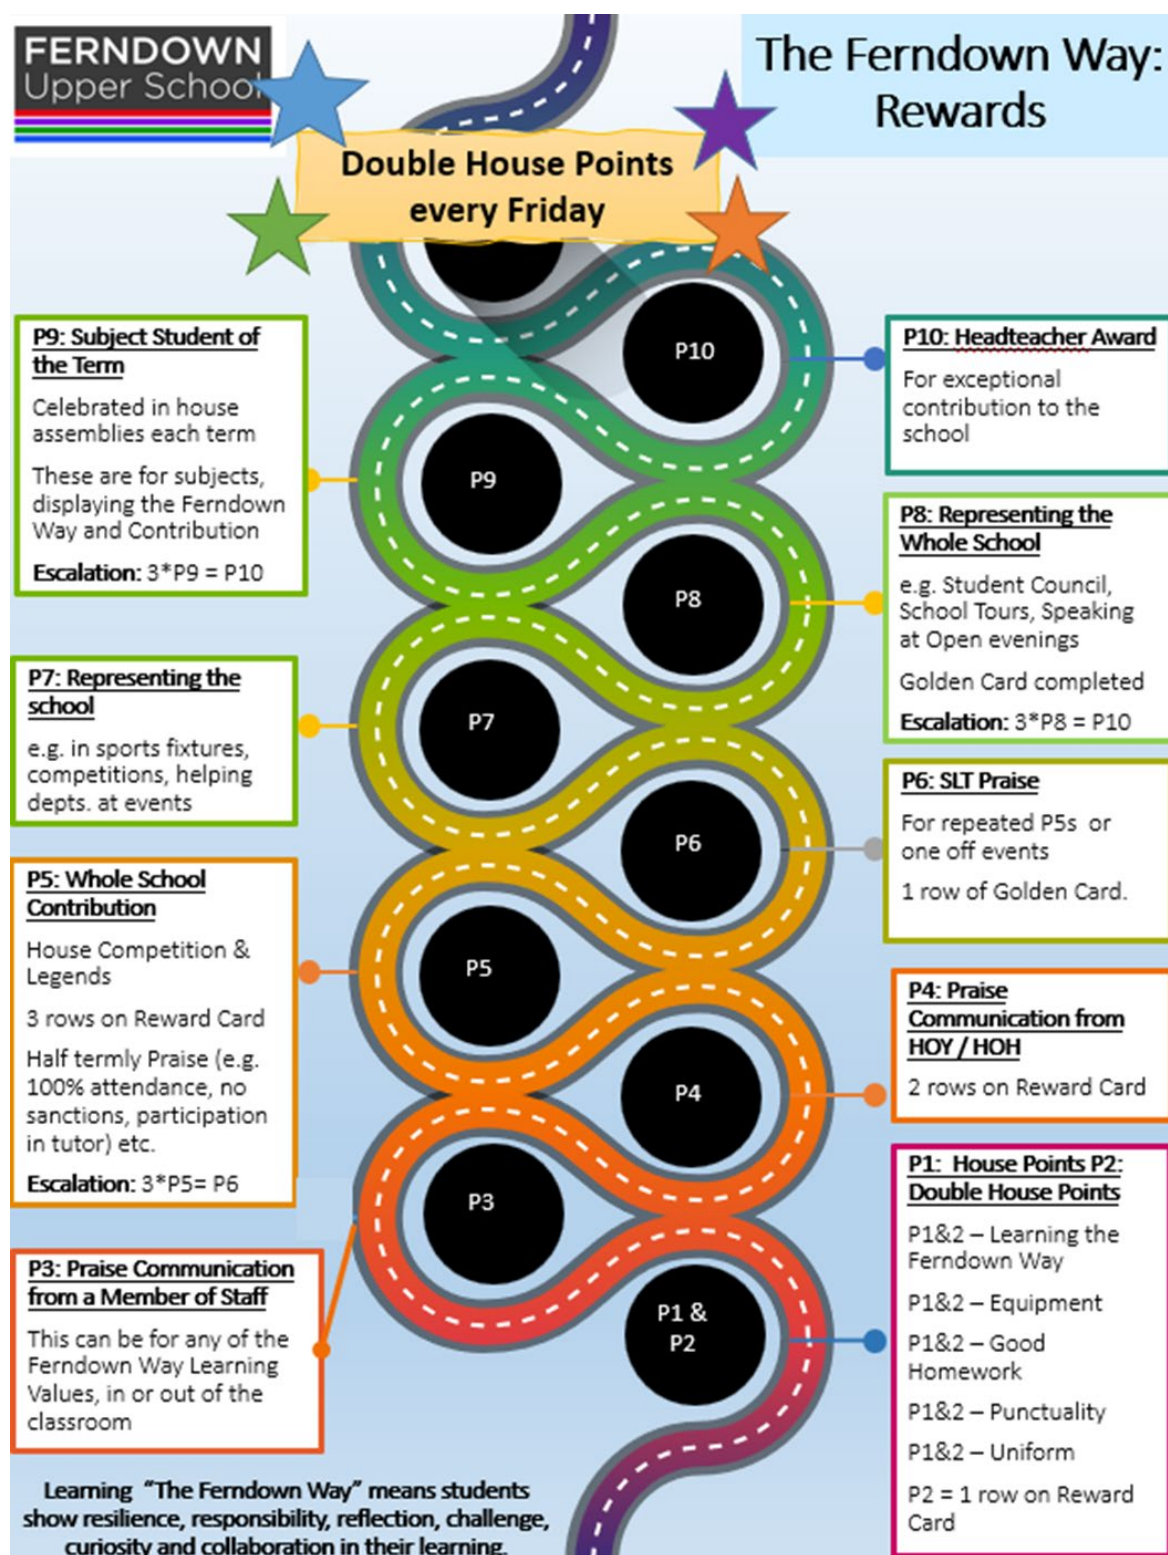 FERNDOWN
Upper School
The Ferndown Way:
Rewards
Double House Points
every Friday
P9: Subject Student of
the Term
Celebrated in house
assemblies each term
These are for subjects,
displaying the Ferndown
Way and Contribution
Escalation: 3*P9 = P10
P10
P10: Headteacher Award
For exceptional
contribution to the
school
P9
P8: Representing the
Whole School
e.g. Student Council,
School Tours, Speaking
at Open evenings
Golden Card completed
Escalation: 3*P8 = P10
P8
P7: Representing the
school
e.g. in sports fixtures,
competitions, helping
depts. at events
P7
P6: SLT Praise
For repeated P5s or
one off events
1 row of Golden Card.
P6
P5: Whole School
Contribution
House Competition &
Legends
3 rows on Reward Card
Half termly Praise (e.g.
100% attendance, no
sanctions, participation
in tutor) etc.
Escalation: 3*P5= P6
P5
P4: Praise
Communication from
HOY / HOH
2 rows on Reward Card
P4
P3
P3: Praise Communication
from a Member of Staff
This can be for any of the
Ferndown Way Learning
Values, in or out of the
classroom
P1 &
P2
P1: House Points P2:
Double House Points
P1&2 – Learning the
Ferndown Way
P1&2 – Equipment
P1&2 – Good
Homework
P1&2 – Punctuality
P1&2 – Uniform
P2 = 1 row on Reward
Card
Learning "The Ferndown Way" means students
show resilience, responsibility, reflection, challenge,
curiosity and collaboration in their learning.